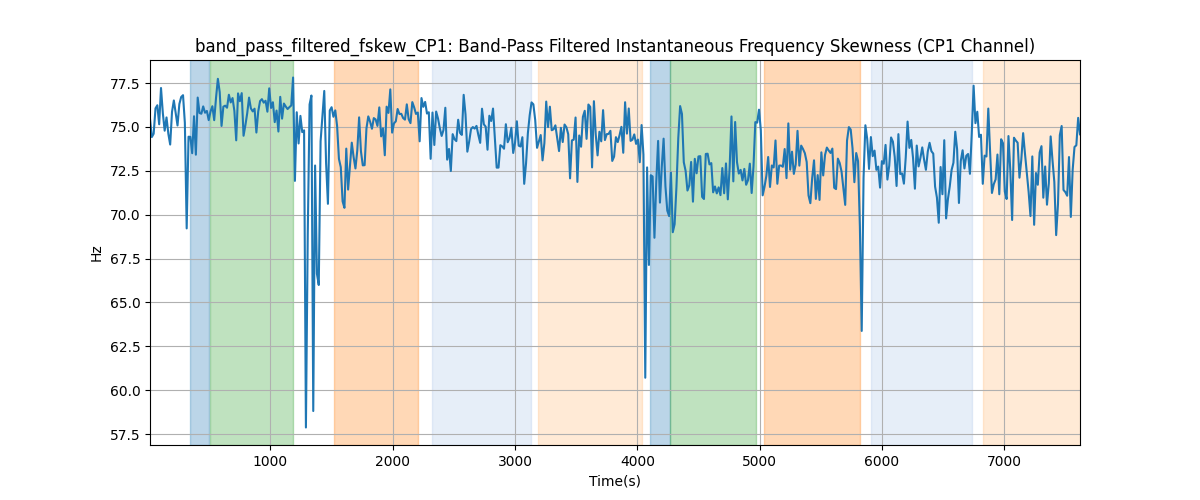 band_pass_filtered_fskew_CP1: Band-Pass Filtered Instantaneous Frequency Skewness (CP1 Channel)
77.5
75.0
72.5
70.0
67.5
65.0
62.5
60.0
57.5
Hz
1000 2000 3000 4000 5000 6000 7000
Time(s)